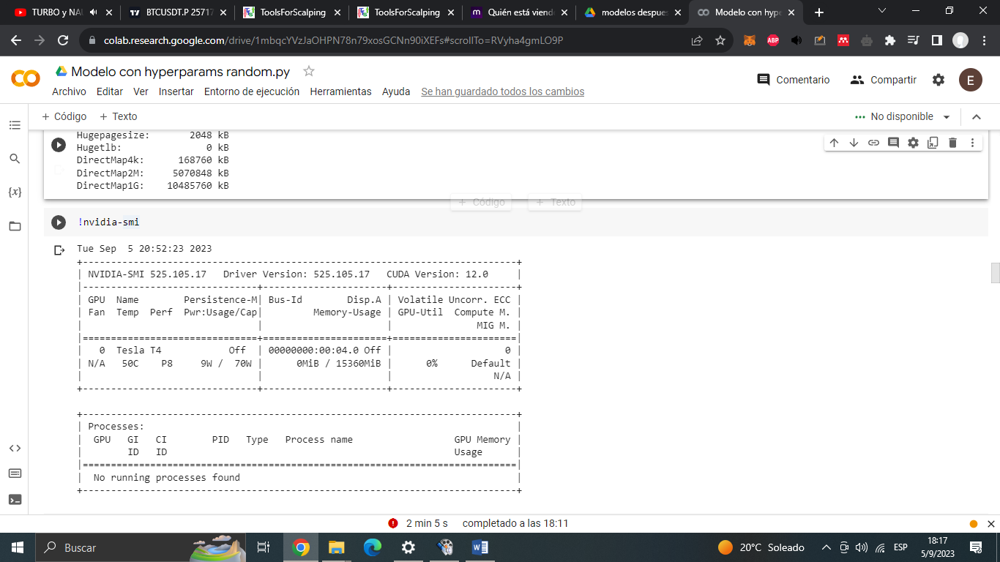 TURBO y NA
BTCUSDT.P 25717
ToolsForScalping
ToolsForScalping
Quién está viend
modelos despue
Modelo con hype
colab.research.google.com/drive/1mbqcYVzJaOHPN78n79xosGCNn90iXEFs#scrollTo=RVyha4gmLO9P
ABP
CO
Modelo con hyperparams random.py
Comentario
Compartir
E
Archivo Editar Ver Insertar Entorno de ejecución Herramientas Ayuda Se han guardado todos los cambios
+ Código + Texto
No disponible
Hugepagesize: 2048 kB
Hugetlb: 0 kB
DirectMap4k: 168760 kB
DirectMap2M: 5070848 kB
DirectMap1G: 10485760 kB
+ Código + Texto
{x}
!nvidia-smi
Tue Sep  5 20:52:23 2023
+-----------------------------------------------------------------------------+
| NVIDIA-SMI 525.105.17   Driver Version: 525.105.17   CUDA Version: 12.0     |
|-------------------------------+----------------------+----------------------+
| GPU  Name        Persistence-M| Bus-Id        Disp.A | Volatile Uncorr. ECC |
| Fan  Temp  Perf  Pwr:Usage/Cap|         Memory-Usage | GPU-Util  Compute M. |
|                               |                      |               MIG M. |
|===============================+======================+======================|
|   0  Tesla T4            Off  | 00000000:00:04.0 Off |                    0 |
| N/A   50C    P8     9W /  70W |      0MiB / 15360MiB |      0%      Default |
|                               |                      |                  N/A |
+-------------------------------+----------------------+----------------------+
+-----------------------------------------------------------------------------+
| Processes:                                                                  |
|  GPU   GI   CI        PID   Type   Process name                  GPU Memory |
|        ID   ID                                                   Usage      |
|=============================================================================|
|  No running processes found                                                 |
+-----------------------------------------------------------------------------+
2 min 5 s completado a las 18:11
Buscar
20°C Soleado
ESP
18:17
5/9/2023